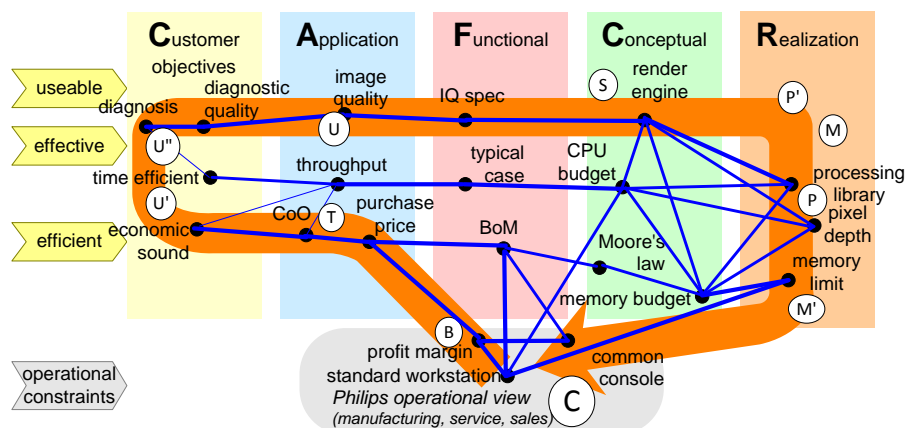 Customer
objectives
Application
Functional
Conceptual
Realization
useable
effective
efficient
operational
constraints
diagnosis
diagnostic
quality
image
quality
IQ spec
S
render
engine
P'
M
U
U"
time efficient
throughput
typical
case
CPU
budget
processing
library
P
pixel
depth
U'
economic
sound
CoO
T
purchase
price
BoM
Moore's
law
memory budget
memory
limit
M'
B
profit margin
standard workstation
common
console
C
Philips operational view
(manufacturing, service, sales)